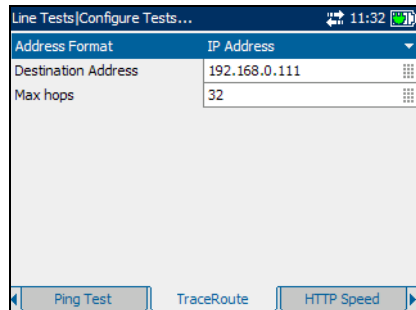 Line Tests|Configure Tests... 11:32
Address Format IP Address
Destination Address 192.168.0.111
Max hops 32
Ping Test TraceRoute HTTP Speed